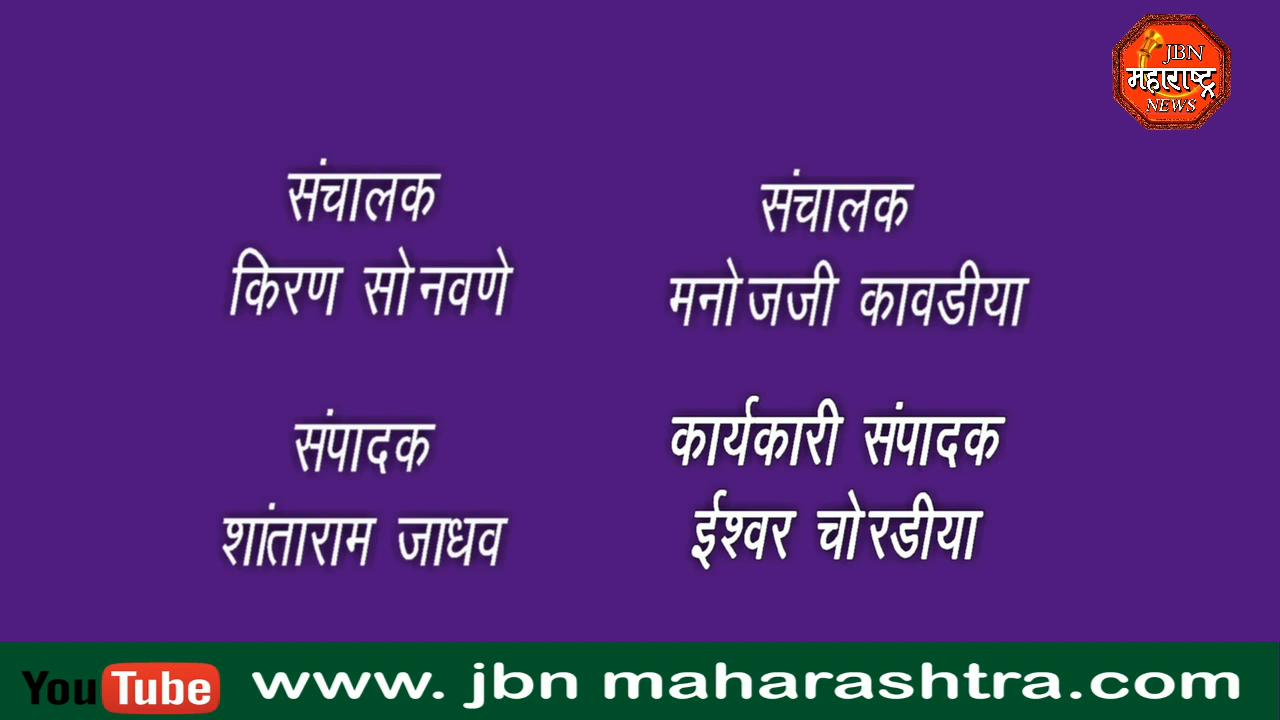 JBN
महाराष्ट्र
NEWS
संचालक
किरण सोनवणे
संचालक
मनोजजी कावडीया
संपादक
शांताराम जाधव
कार्यकारी संपादक
ईश्वर चोरडीया
YouTube www. jbn maharashtra.com